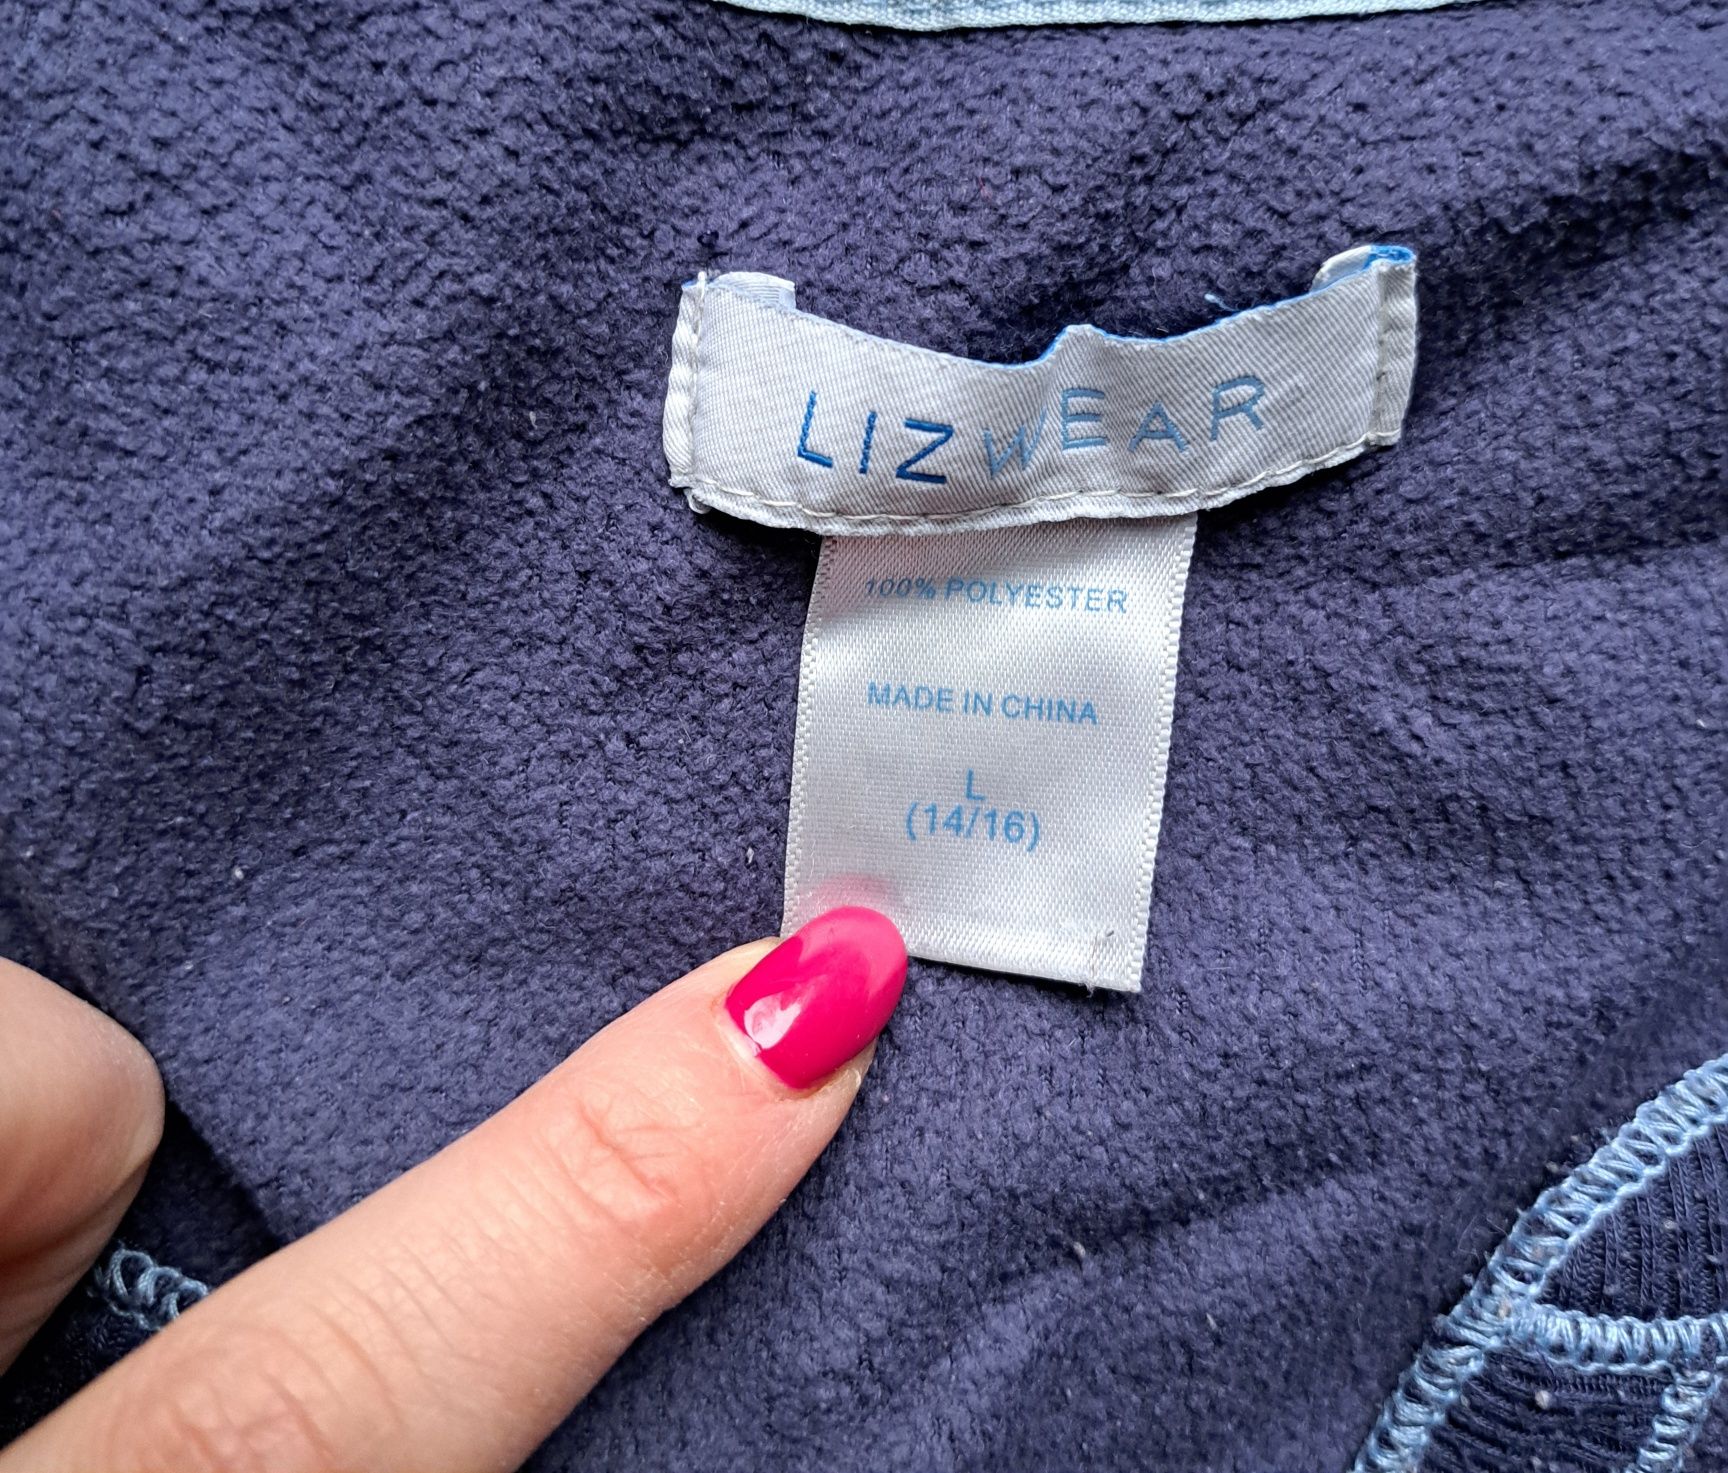 LIZWEAR
100% POLYESTER
MADE IN CHINA
L
(14/16)